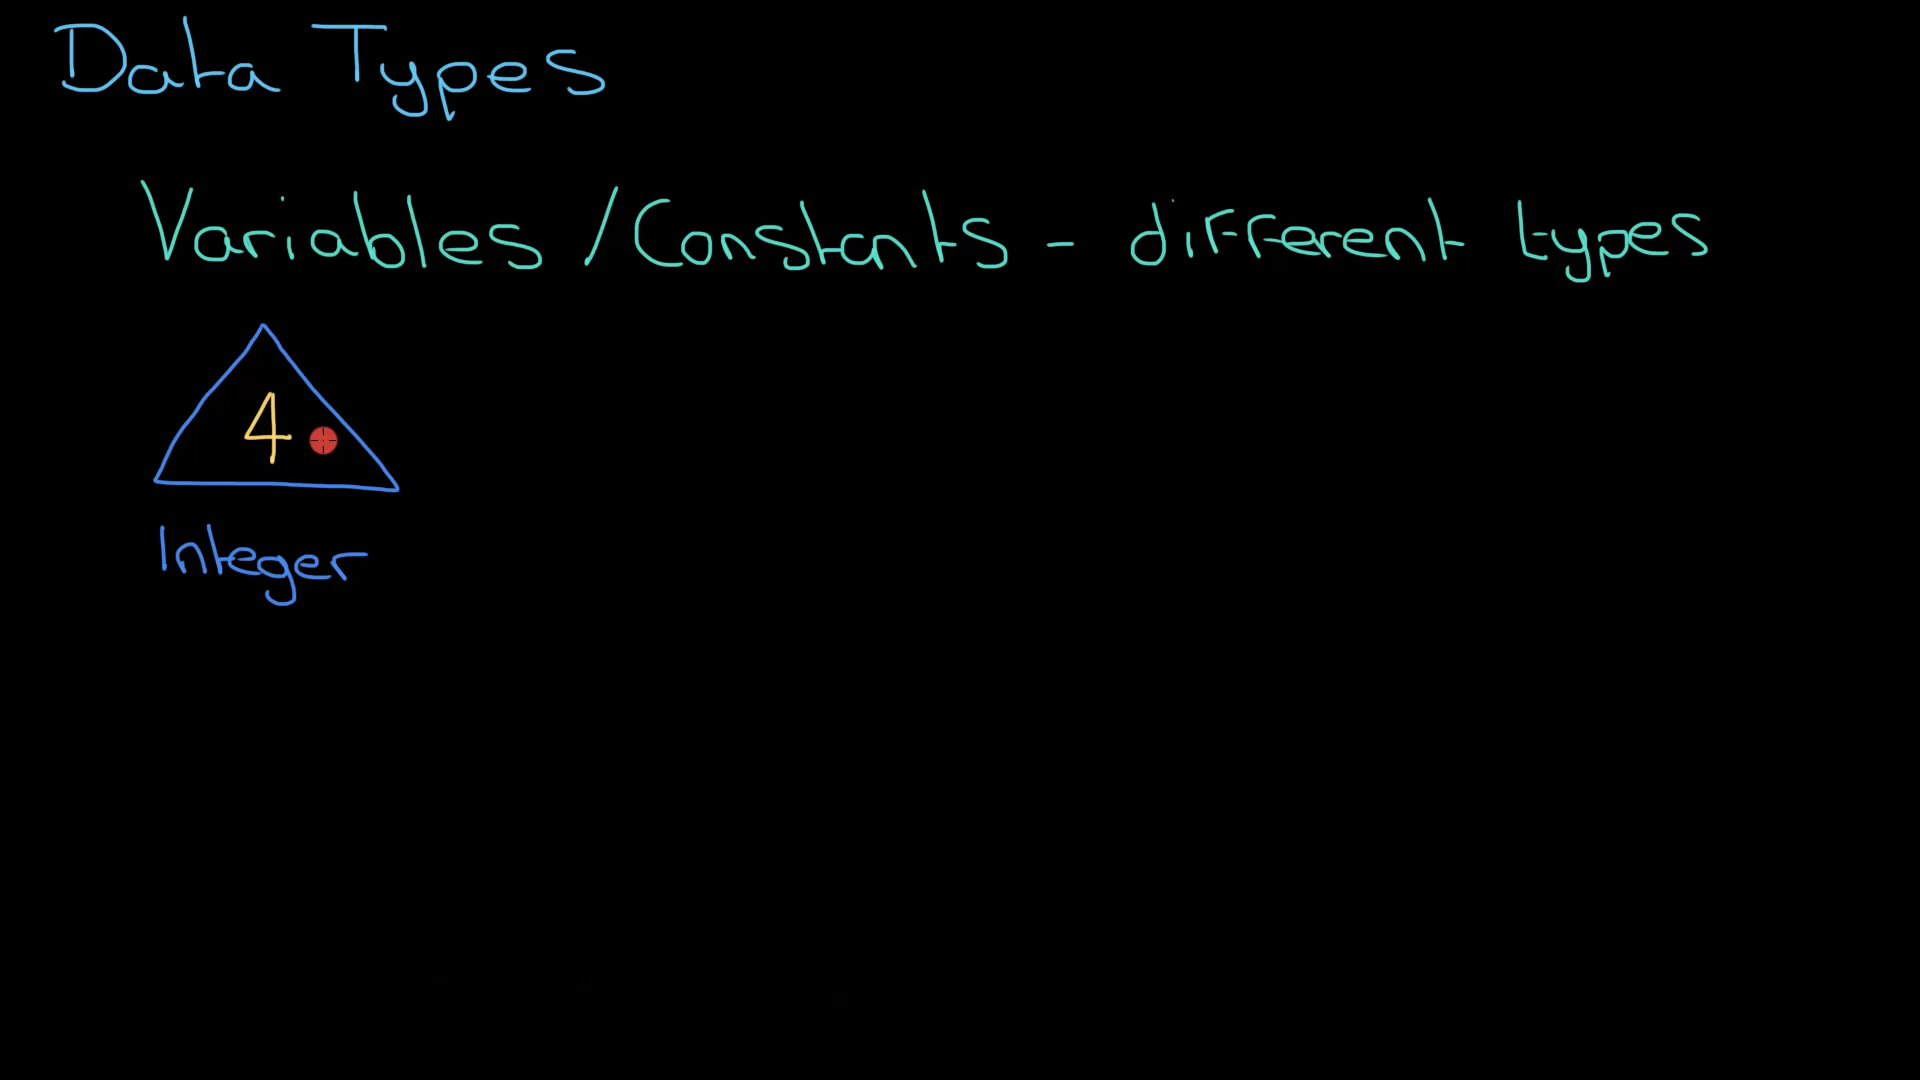 Data Types
Variables / Constants - different types
4
Integer